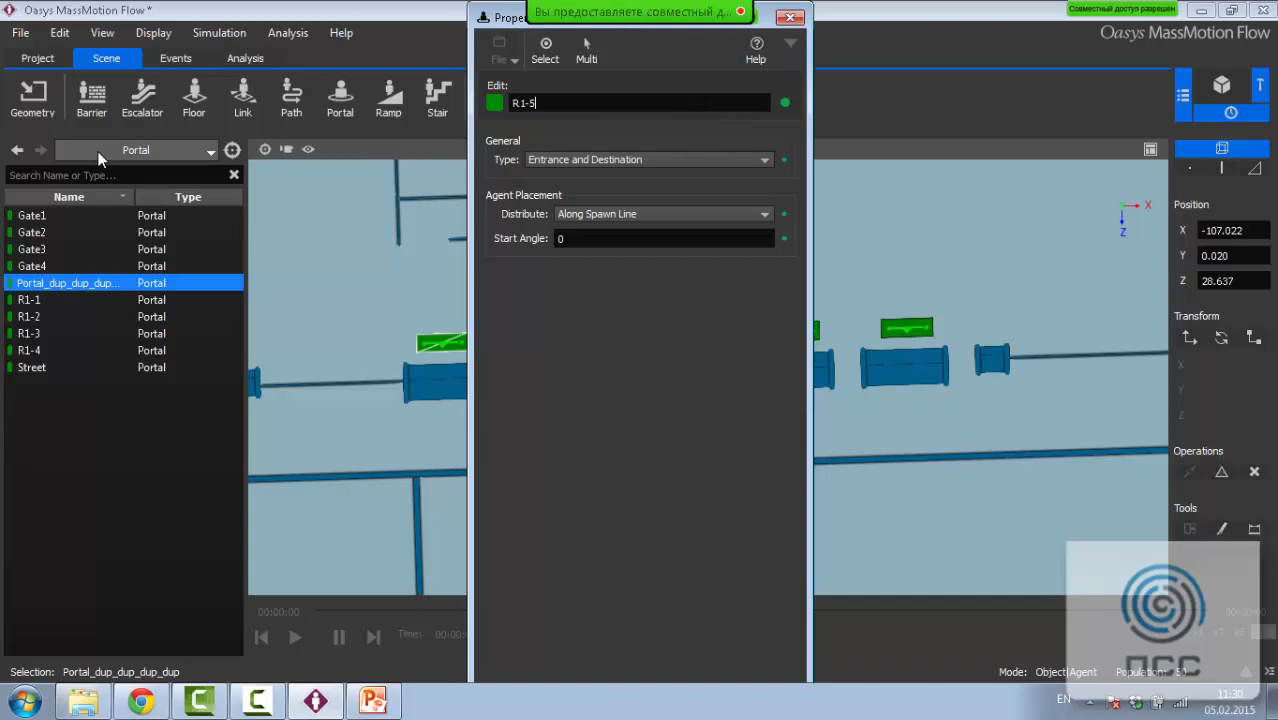 Oasys MassMotion Flow *
File Edit View Display Simulation Analysis Help
Oasys MassMotion Flow
Project Scene Events Analysis
Geometry Barrier Escalator Floor Link Path Portal Ramp Stair
Portal
Search Name or Type...
Name Type
Gate1 Portal
Gate2 Portal
Gate3 Portal
Gate4 Portal
Portal_dup_dup_dup... Portal
R1-1 Portal
R1-2 Portal
R1-3 Portal
R1-4 Portal
Street Portal
Вы предоставляете совместный д...
Совместный доступ разрешен
File Select Multi Help
Edit:
R1-5
General
Type: Entrance and Destination
Agent Placement
Distribute: Along Spawn Line
Start Angle: 0
X
Z
Position
X -107.022
Y 0.020
Z 28.637
Transform
X
Y
Z
Operations
Tools
00:00:00
Time:
Selection: Portal_dup_dup_dup_dup
Mode: Object|Agent Population:
ПСС
EN
11:30
05.02.2015